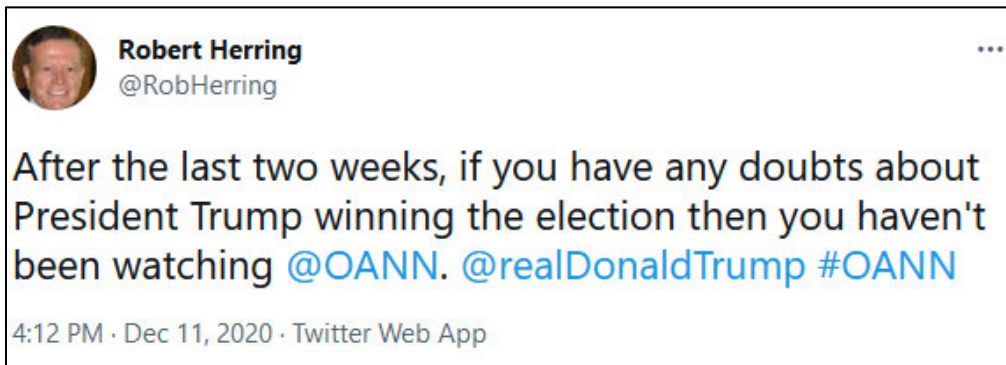 Robert Herring
@RobHerring
After the last two weeks, if you have any doubts about
President Trump winning the election then you haven't
been watching @OANN. @realDonaldTrump #OANN
4:12 PM · Dec 11, 2020 · Twitter Web App